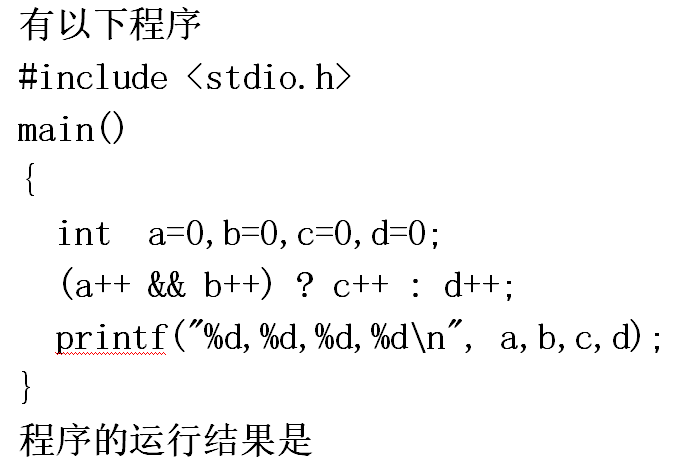 有以下程序
#include <stdio.h>
main()
{
int a=0,b=0,c=0,d=0;
(a++ && b++) ? c++ : d++;
printf("%d,%d,%d,%d\n", a,b,c,d);
}
程序的运行结果是